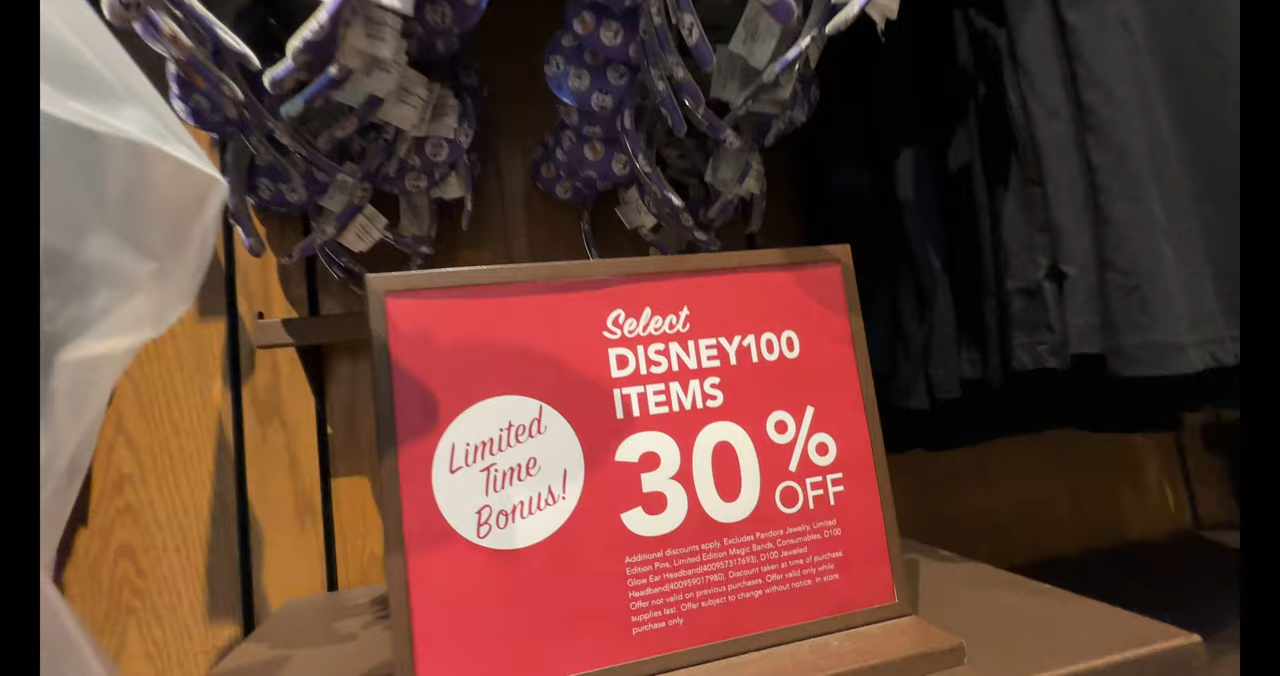 Limited
Time
Bonus!
Select
DISNEY100
ITEMS
30%
OFF
Additional discounts apply. Excludes Pandora Jewelry, Limited
Edition Pins, Limited Edition Magic Bands, Consumables, D100
Glow Ear Headband(400957317693), D100 Jeweled
Headband(400959017980). Discount taken at time of purchase.
Offer not valid on previous purchases. Offer valid only while
supplies last. Offer subject to change without notice. In store
purchase only.